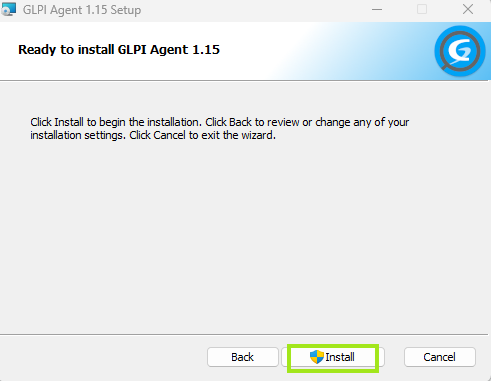 GLPI Agent 1.15 Setup
Ready to install GLPI Agent 1.15
Click Install to begin the installation. Click Back to review or change any of your
installation settings. Click Cancel to exit the wizard.
Back Install Cancel